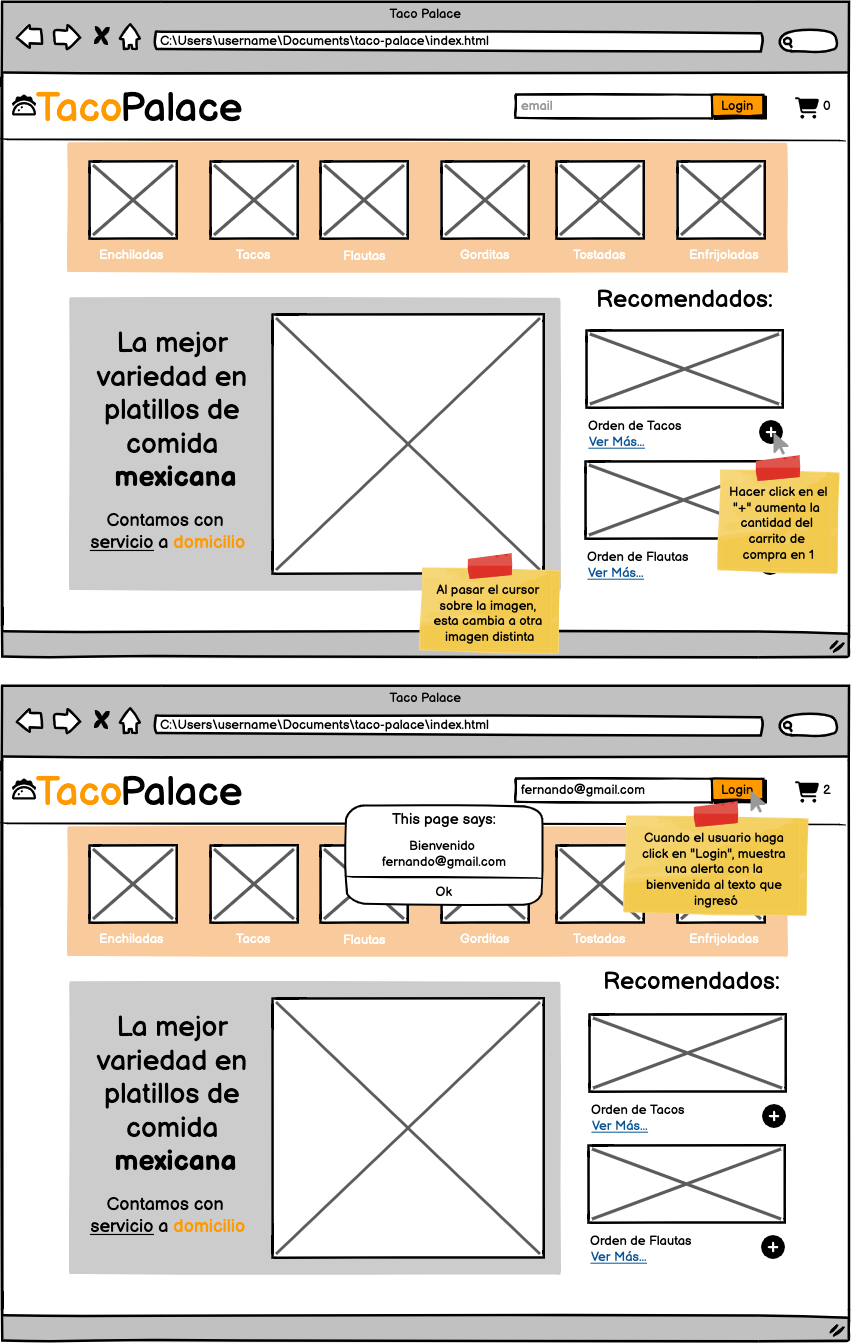 Taco Palace
C:\Users\username\Documents\taco-palace\index.html
TacoPalace
email
Login
0
Enchiladas
Tacos
Flautas
Gorditas
Tostadas
Enfrijoladas
La mejor
variedad en
platillos de
comida
mexicana
Contamos con
servicio a domicilio
Recomendados:
Orden de Tacos
Ver Más...
Hacer click en el
"+" aumenta la
cantidad del
carrito de
compra en 1
Orden de Flautas
Ver Más...
Al pasar el cursor
sobre la imagen,
esta cambia a otra
imagen distinta
Taco Palace
C:\Users\username\Documents\taco-palace\index.html
TacoPalace
fernando@gmail.com
Login
2
This page says:
Bienvenido
fernando@gmail.com
Ok
Cuando el usuario haga
click en "Login", muestra
una alerta con la
bienvenida al texto que
ingresó
Enchiladas
Tacos
Flautas
Gorditas
Tostadas
Enfrijoladas
La mejor
variedad en
platillos de
comida
mexicana
Contamos con
servicio a domicilio
Recomendados:
Orden de Tacos
Ver Más...
Orden de Flautas
Ver Más...